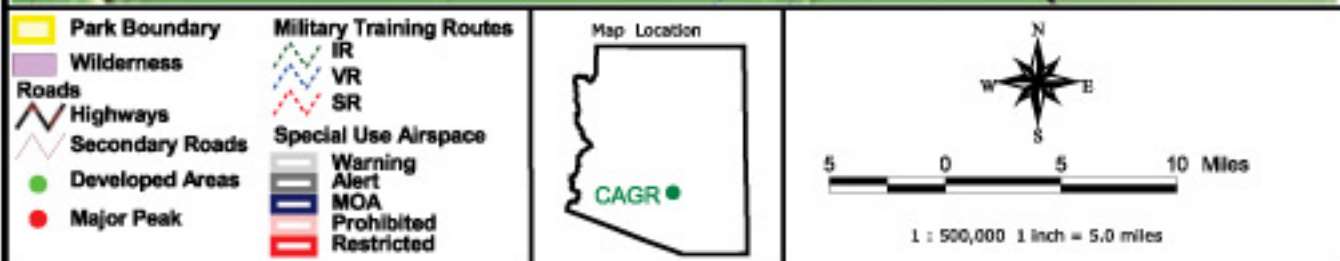 Park Boundary
Wilderness
Roads
Highways
Secondary Roads
Developed Areas
Major Peak
Military Training Routes
IR
VR
SR
Special Use Airspace
Warning
Alert
MOA
Prohibited
Restricted
Map Location
CAGR
N
W E
S
5 0 5 10 Miles
1 : 500,000 1 inch = 5.0 miles